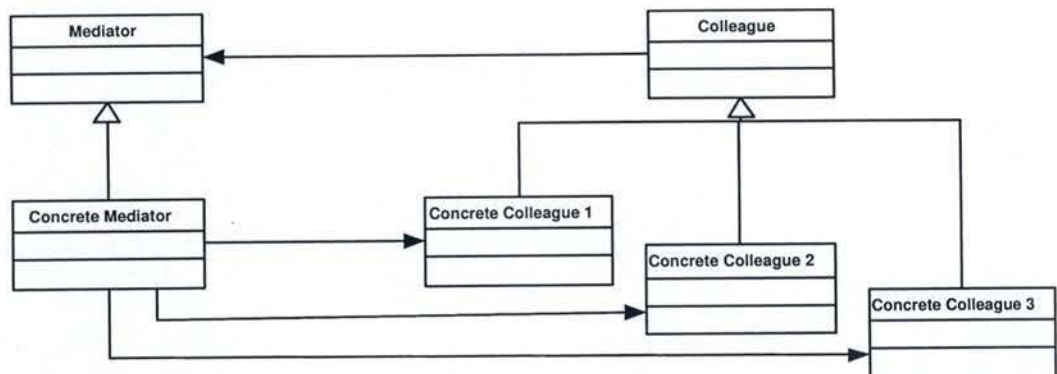 Mediator
Colleague
Concrete Mediator
Concrete Colleague 1
Concrete Colleague 2
Concrete Colleague 3